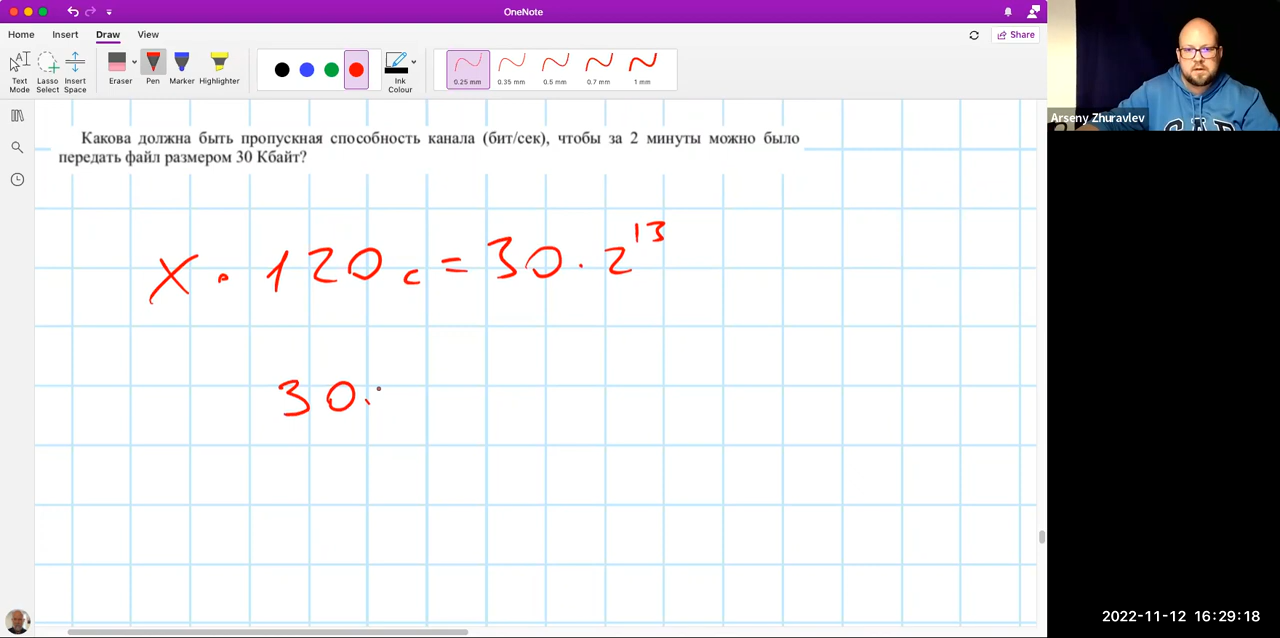 OneNote
Home Insert Draw View
Share
Text Mode
Lasso Select
Insert Space
Eraser
Pen
Marker
Highlighter
Ink Colour
0.25 mm
0.35 mm
0.5 mm
0.7 mm
1 mm
Arseny Zhuravlev
Какова должна быть пропускная способность канала (бит/сек), чтобы за 2 минуты можно было
передать файл размером 30 Кбайт?
x · 120 с = 30 · 2^13
30.
2022-11-12 16:29:18